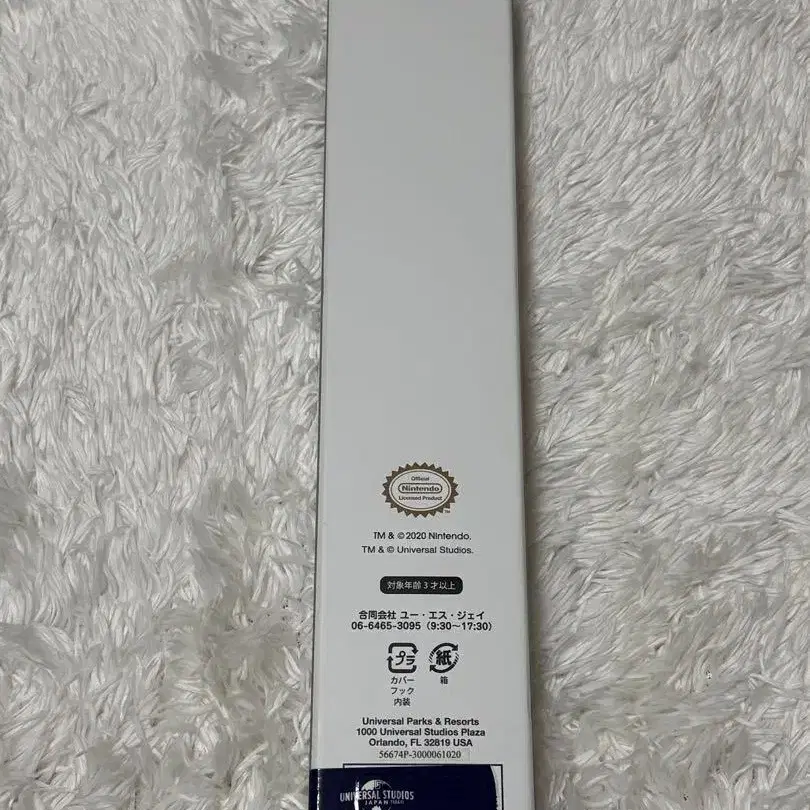 Official
Nintendo
Licensed Product
TM
TM & ©2020 Nintendo.
TM & © Universal Studios.
対象年齢3才以上
合同会社 ユー・エス・ジェイ
06-6465-3095（9:30〜17:30）
プラ
紙
カバー
フック
内装
箱
Universal Parks & Resorts
1000 Universal Studios Plaza
Orlando, FL 32819 USA
56674P-3000061020
UNIVERSAL STUDIOS
JAPAN